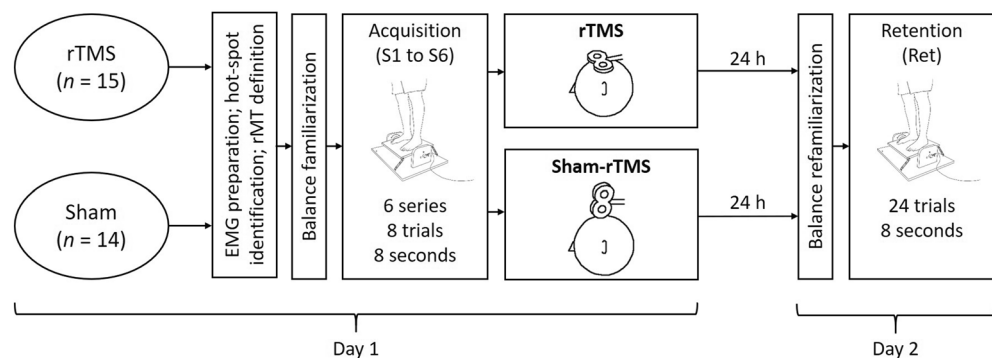 rTMS
(n = 15)
Sham
(n = 14)
EMG preparation; hot-spot
identification; rMT definition
Balance familiarization
Acquisition
(S1 to S6)
6 series
8 trials
8 seconds
rTMS
Sham-rTMS
24 h
24 h
Balance refamiliarization
Retention
(Ret)
24 trials
8 seconds
Day 1
Day 2